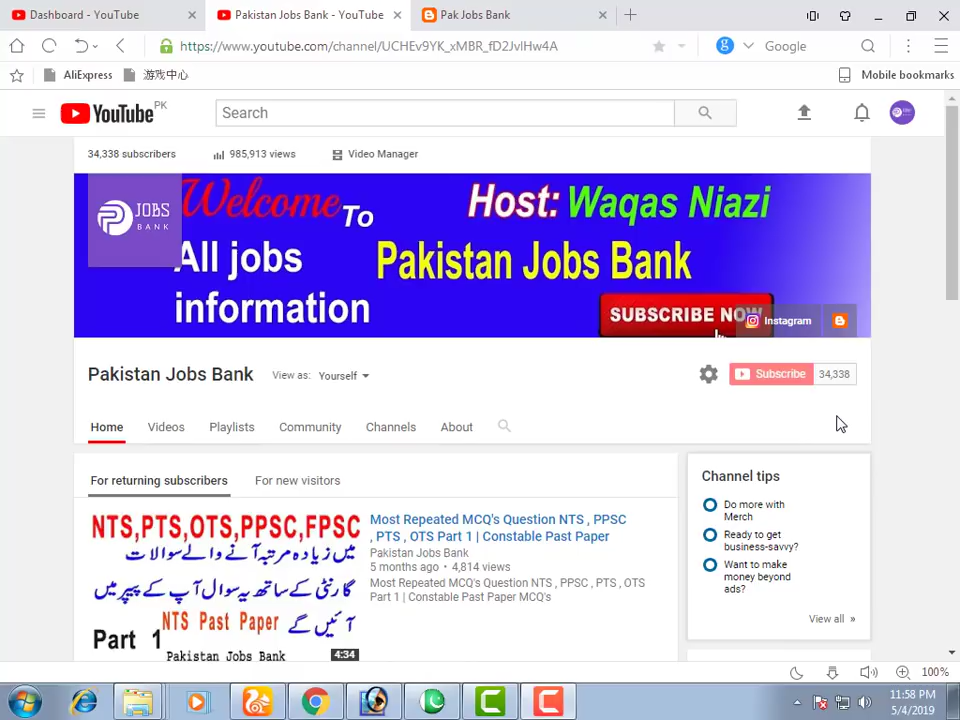 Dashboard - YouTube
Pakistan Jobs Bank - YouTube
Pak Jobs Bank
https://www.youtube.com/channel/UCHEv9YK_xMBR_fD2JvlHw4A
Google
AliExpress
游戏中心
Mobile bookmarks
YouTube PK
Search
34,338 subscribers
985,913 views
Video Manager
JOBS
BANK
Welcome To
Host: Waqas Niazi
All jobs
information
Pakistan Jobs Bank
SUBSCRIBE NOW
Instagram
Pakistan Jobs Bank
View as: Yourself
Subscribe 34,338
Home
Videos
Playlists
Community
Channels
About
For returning subscribers
For new visitors
NTS,PTS,OTS,PPSC,FPSC
میں زیادہ مرتبہ آنے والے سوالات
گارنٹی کے ساتھ یہ سوال آپ کے پیپر میں
NTS Past Paper آئیں گے
Part 1
Pakistan Jobs Bank
4:34
Most Repeated MCQ's Question NTS , PPSC
, PTS , OTS Part 1 | Constable Past Paper
Pakistan Jobs Bank
5 months ago • 4,814 views
Most Repeated MCQ's Question NTS , PPSC , PTS , OTS
Part 1 | Constable Past Paper MCQ's
Channel tips
Do more with
Merch
Ready to get
business-savvy?
Want to make
money beyond
ads?
View all »
100%
11:58 PM
5/4/2019